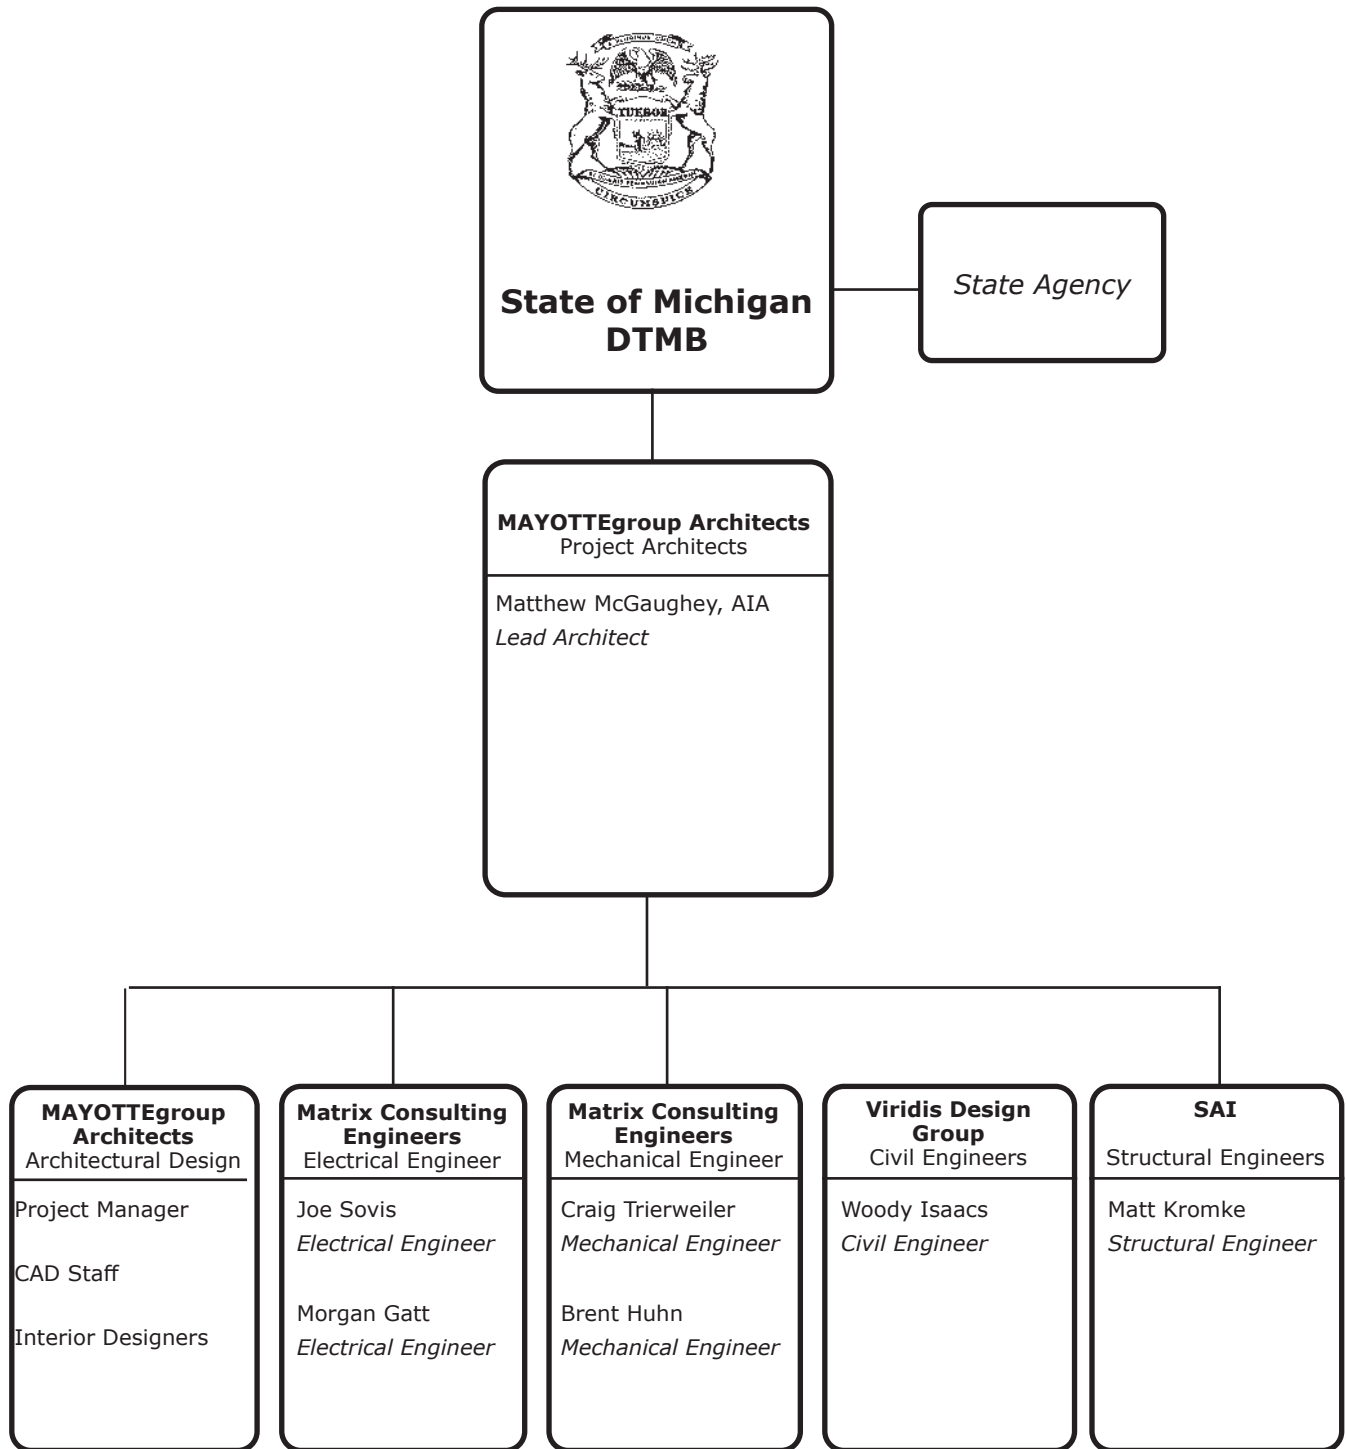 TUEBOR
CIRCUMSPICE
State of Michigan
DTMB
State Agency
MAYOTTEgroup Architects
Project Architects
Matthew McGaughey, AIA
Lead Architect
MAYOTTEgroup
Architects
Architectural Design
Project Manager
CAD Staff
Interior Designers
Matrix Consulting
Engineers
Electrical Engineer
Joe Sovis
Electrical Engineer
Morgan Gatt
Electrical Engineer
Matrix Consulting
Engineers
Mechanical Engineer
Craig Trierweiler
Mechanical Engineer
Brent Huhn
Mechanical Engineer
Viridis Design
Group
Civil Engineers
Woody Isaacs
Civil Engineer
SAI
Structural Engineers
Matt Kromke
Structural Engineer